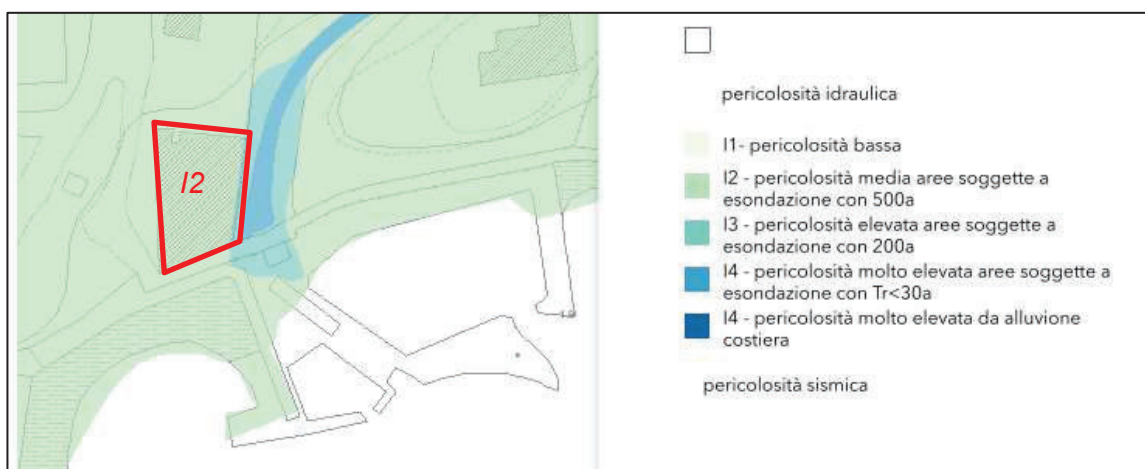 I2
pericolosità idraulica
I1- pericolosità bassa
I2 - pericolosità media aree soggette a
esondazione con 500a
I3 - pericolosità elevata aree soggette a
esondazione con 200a
I4 - pericolosità molto elevata aree soggette a
esondazione con Tr<30a
I4 - pericolosità molto elevata da alluvione
costiera
pericolosità sismica